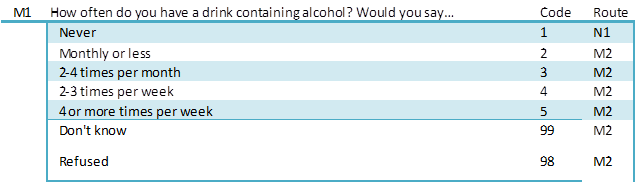 M1 How often do you have a drink containing alcohol? Would you say… Code Route
Never 1 N1
Monthly or less 2 M2
2-4 times per month 3 M2
2-3 times per week 4 M2
4 or more times per week 5 M2
Don't know 99 M2
Refused 98 M2